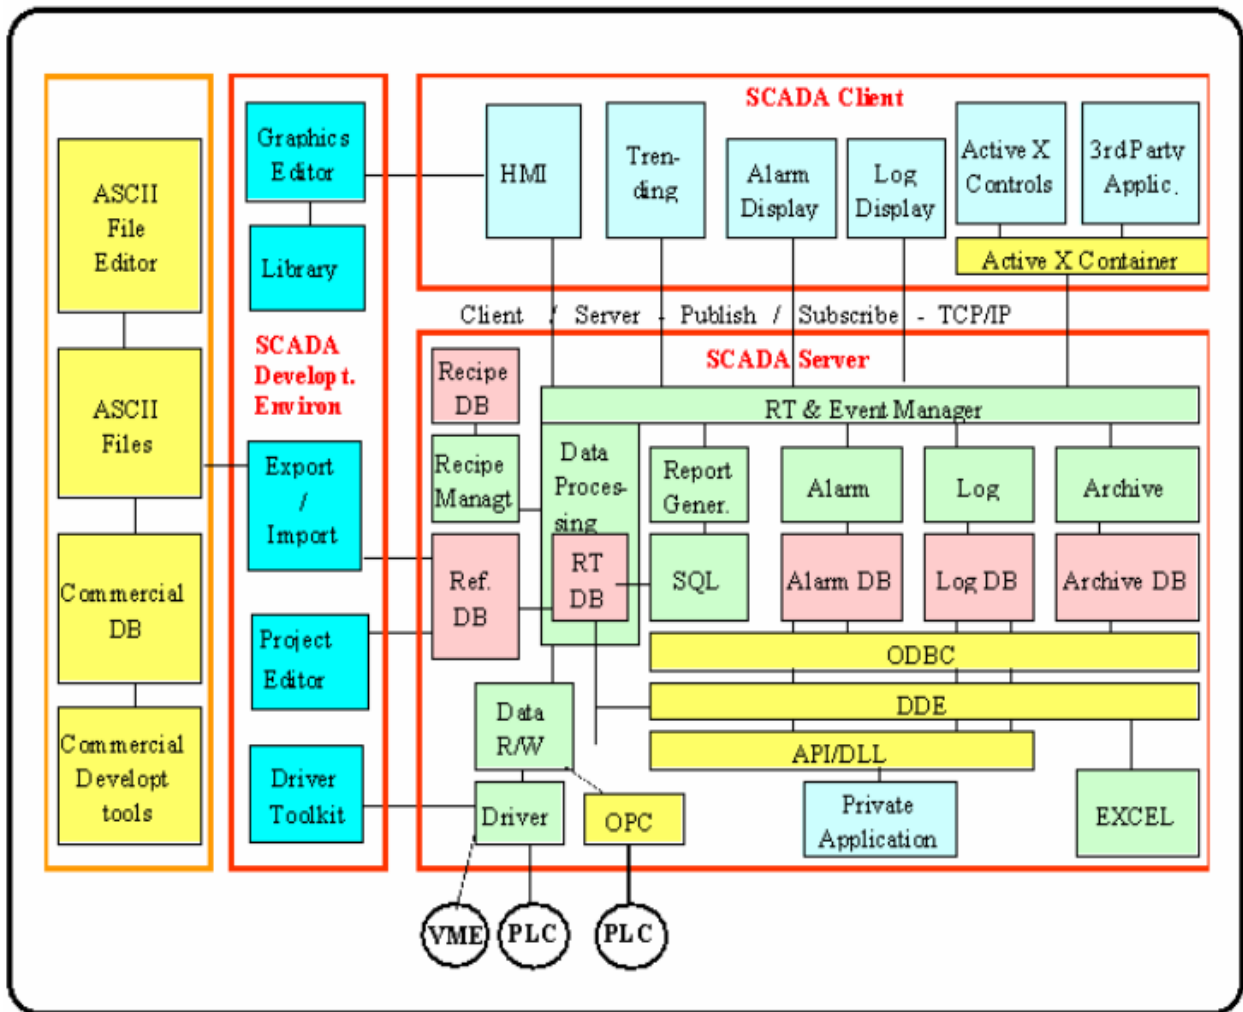 ASCII
File
Editor
ASCII
Files
Commercial
DB
Commercial
Developt
tools
Graphics
Editor
Library
SCADA
Developt.
Environ
Export
/
Import
Project
Editor
Driver
Toolkit
SCADA Client
HMI
Tren-
ding
Alarm
Display
Log
Display
Active X
Controls
3rd Party
Applic.
Active X Container
Client / Server - Publish / Subscribe - TCP/IP
SCADA Server
Recipe
DB
RT & Event Manager
Recipe
Managt
Data
Proces-
sing
Report
Gener.
Alarm
Log
Archive
Ref.
DB
RT
DB
SQL
Alarm DB
Log DB
Archive DB
ODBC
Data
R/W
DDE
API/DLL
Driver
OPC
Private
Application
EXCEL
VME
PLC
PLC